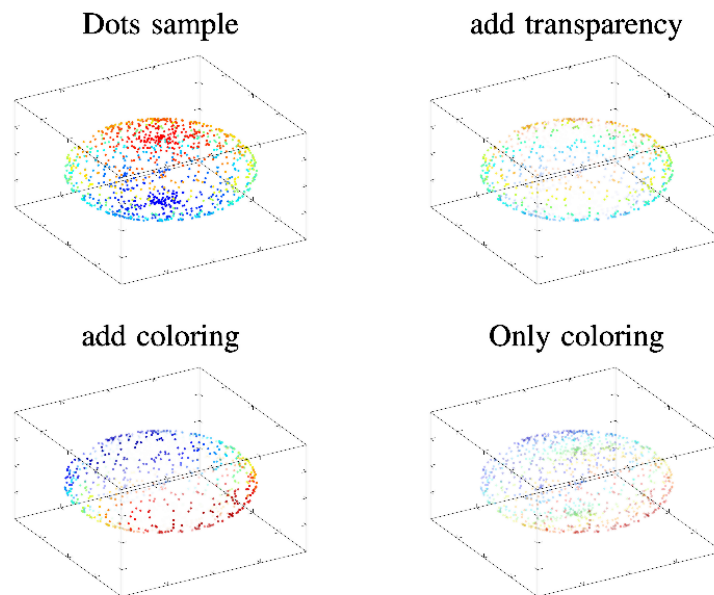 Dots sample
add transparency
add coloring
Only coloring